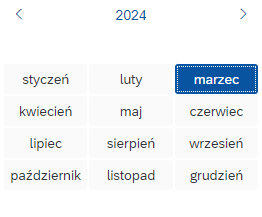 2024
styczeń luty marzec
kwiecień maj czerwiec
lipiec sierpień wrzesień
październik listopad grudzień